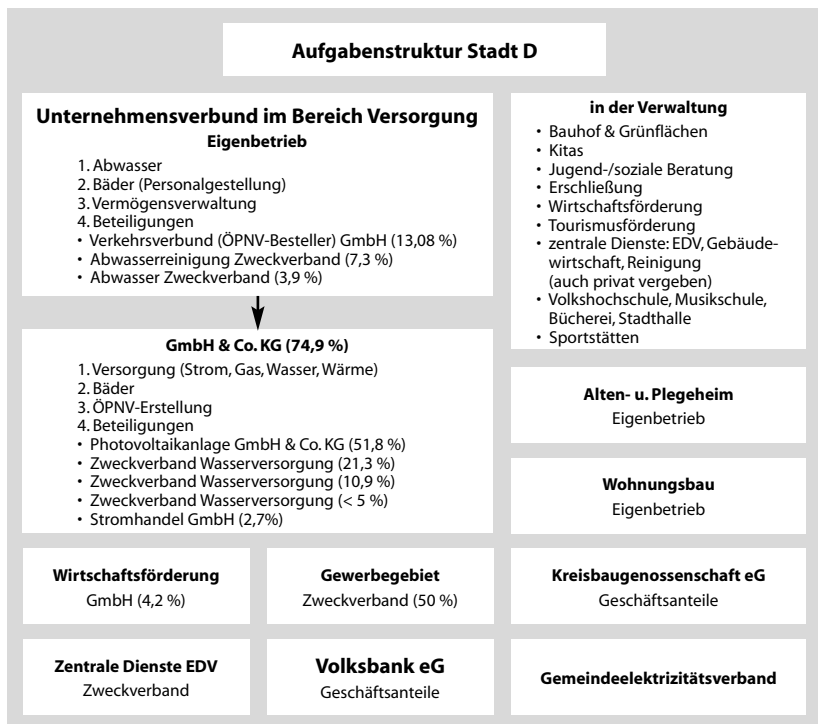 Aufgabenstruktur Stadt D
Unternehmensverbund im Bereich Versorgung
Eigenbetrieb
1. Abwasser
2. Bäder (Personalgestellung)
3. Vermögensverwaltung
4. Beteiligungen
• Verkehrsverbund (ÖPNV-Besteller) GmbH (13,08 %)
• Abwasserreinigung Zweckverband (7,3 %)
• Abwasser Zweckverband (3,9 %)
GmbH & Co. KG (74,9 %)
1. Versorgung (Strom, Gas, Wasser, Wärme)
2. Bäder
3. ÖPNV-Erstellung
4. Beteiligungen
• Photovoltaikanlage GmbH & Co. KG (51,8 %)
• Zweckverband Wasserversorgung (21,3 %)
• Zweckverband Wasserversorgung (10,9 %)
• Zweckverband Wasserversorgung (< 5 %)
• Stromhandel GmbH (2,7%)
in der Verwaltung
• Bauhof & Grünflächen
• Kitas
• Jugend-/soziale Beratung
• Erschließung
• Wirtschaftsförderung
• Tourismusförderung
• zentrale Dienste: EDV, Gebäude-
wirtschaft, Reinigung
(auch privat vergeben)
• Volkshochschule, Musikschule,
Bücherei, Stadthalle
• Sportstätten
Alten- u. Plegeheim
Eigenbetrieb
Wohnungsbau
Eigenbetrieb
Wirtschaftsförderung
GmbH (4,2 %)
Gewerbegebiet
Zweckverband (50 %)
Kreisbaugenossenschaft eG
Geschäftsanteile
Zentrale Dienste EDV
Zweckverband
Volksbank eG
Geschäftsanteile
Gemeindeelektrizitätsverband